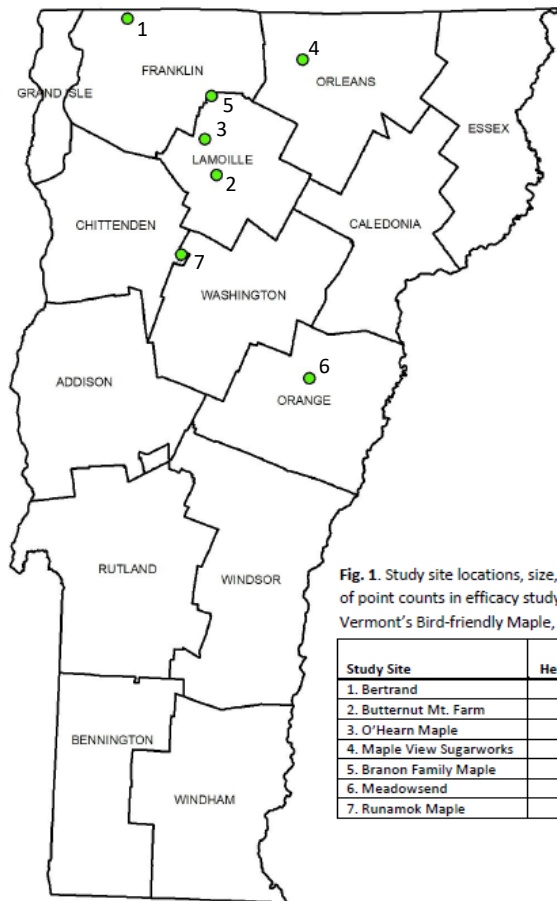 1
FRANKLIN
4
ORLEANS
GRAND ISLE
5
ESSEX
3
LAMOILLE
2
CHITTENDEN
CALEDONIA
7
WASHINGTON
6
ADDISON
ORANGE
RUTLAND
WINDSOR
Fig. 1. Study site locations, size,
of point counts in efficacy study
Vermont's Bird-friendly Maple,
Study Site He
1. Bertrand
2. Butternut Mt. Farm
3. O'Hearn Maple
4. Maple View Sugarworks
5. Branon Family Maple
6. Meadowsend
7. Runamok Maple
BENNINGTON
WINDHAM